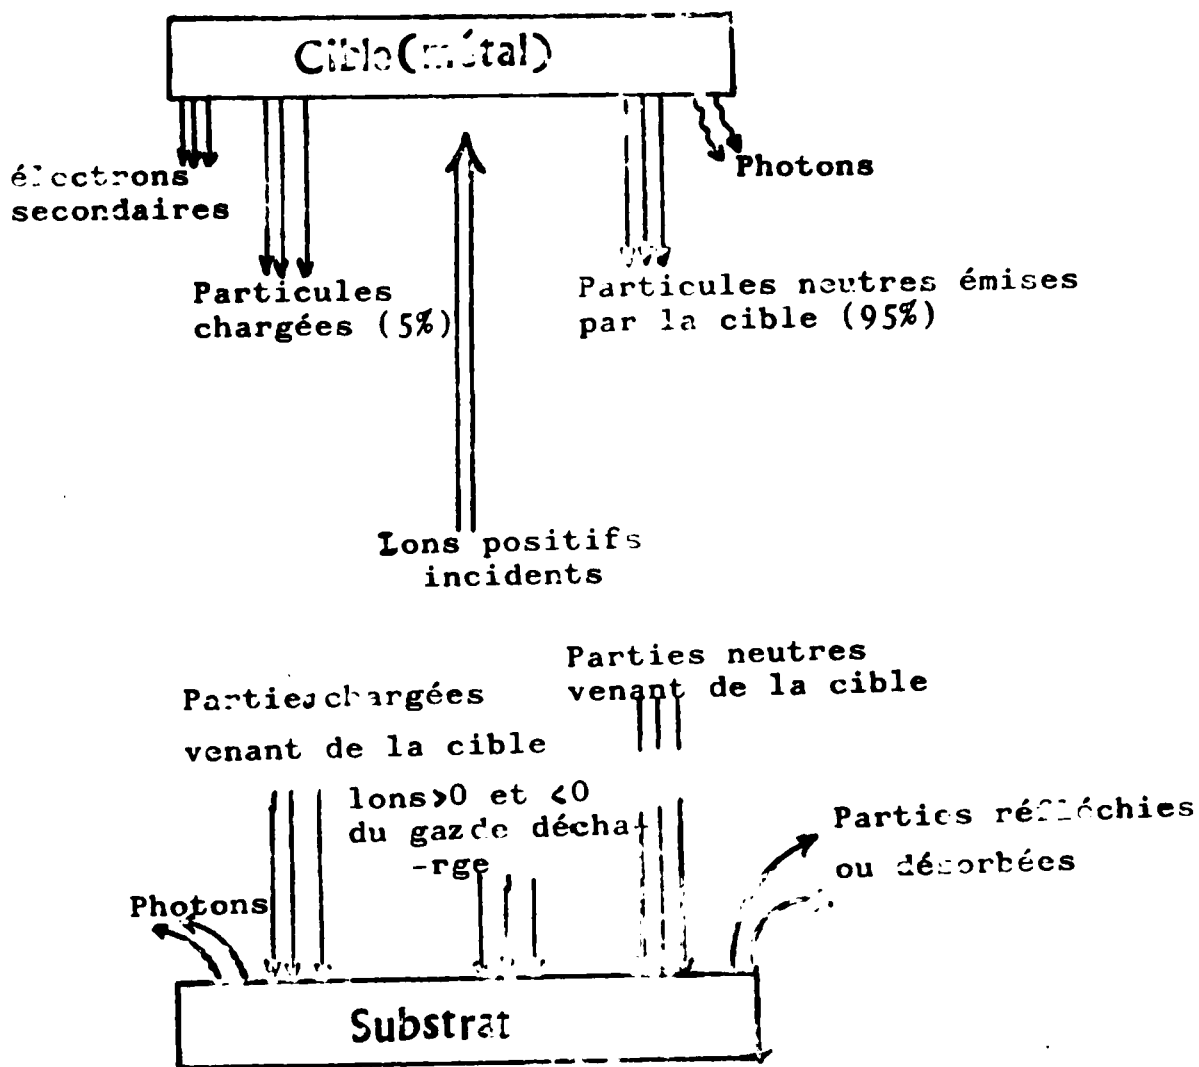 Cible(métal)
électrons
secondaires
Photons
Particules
chargées (5%)
Particules neutres émises
par la cible (95%)
Ions positifs
incidents
Parties neutres
venant de la cible
Parties chargées
venant de la cible
lons>0 et <0
du gaz de décha
-rge
Parties réfléchies
ou désorbées
Photons
Substrat